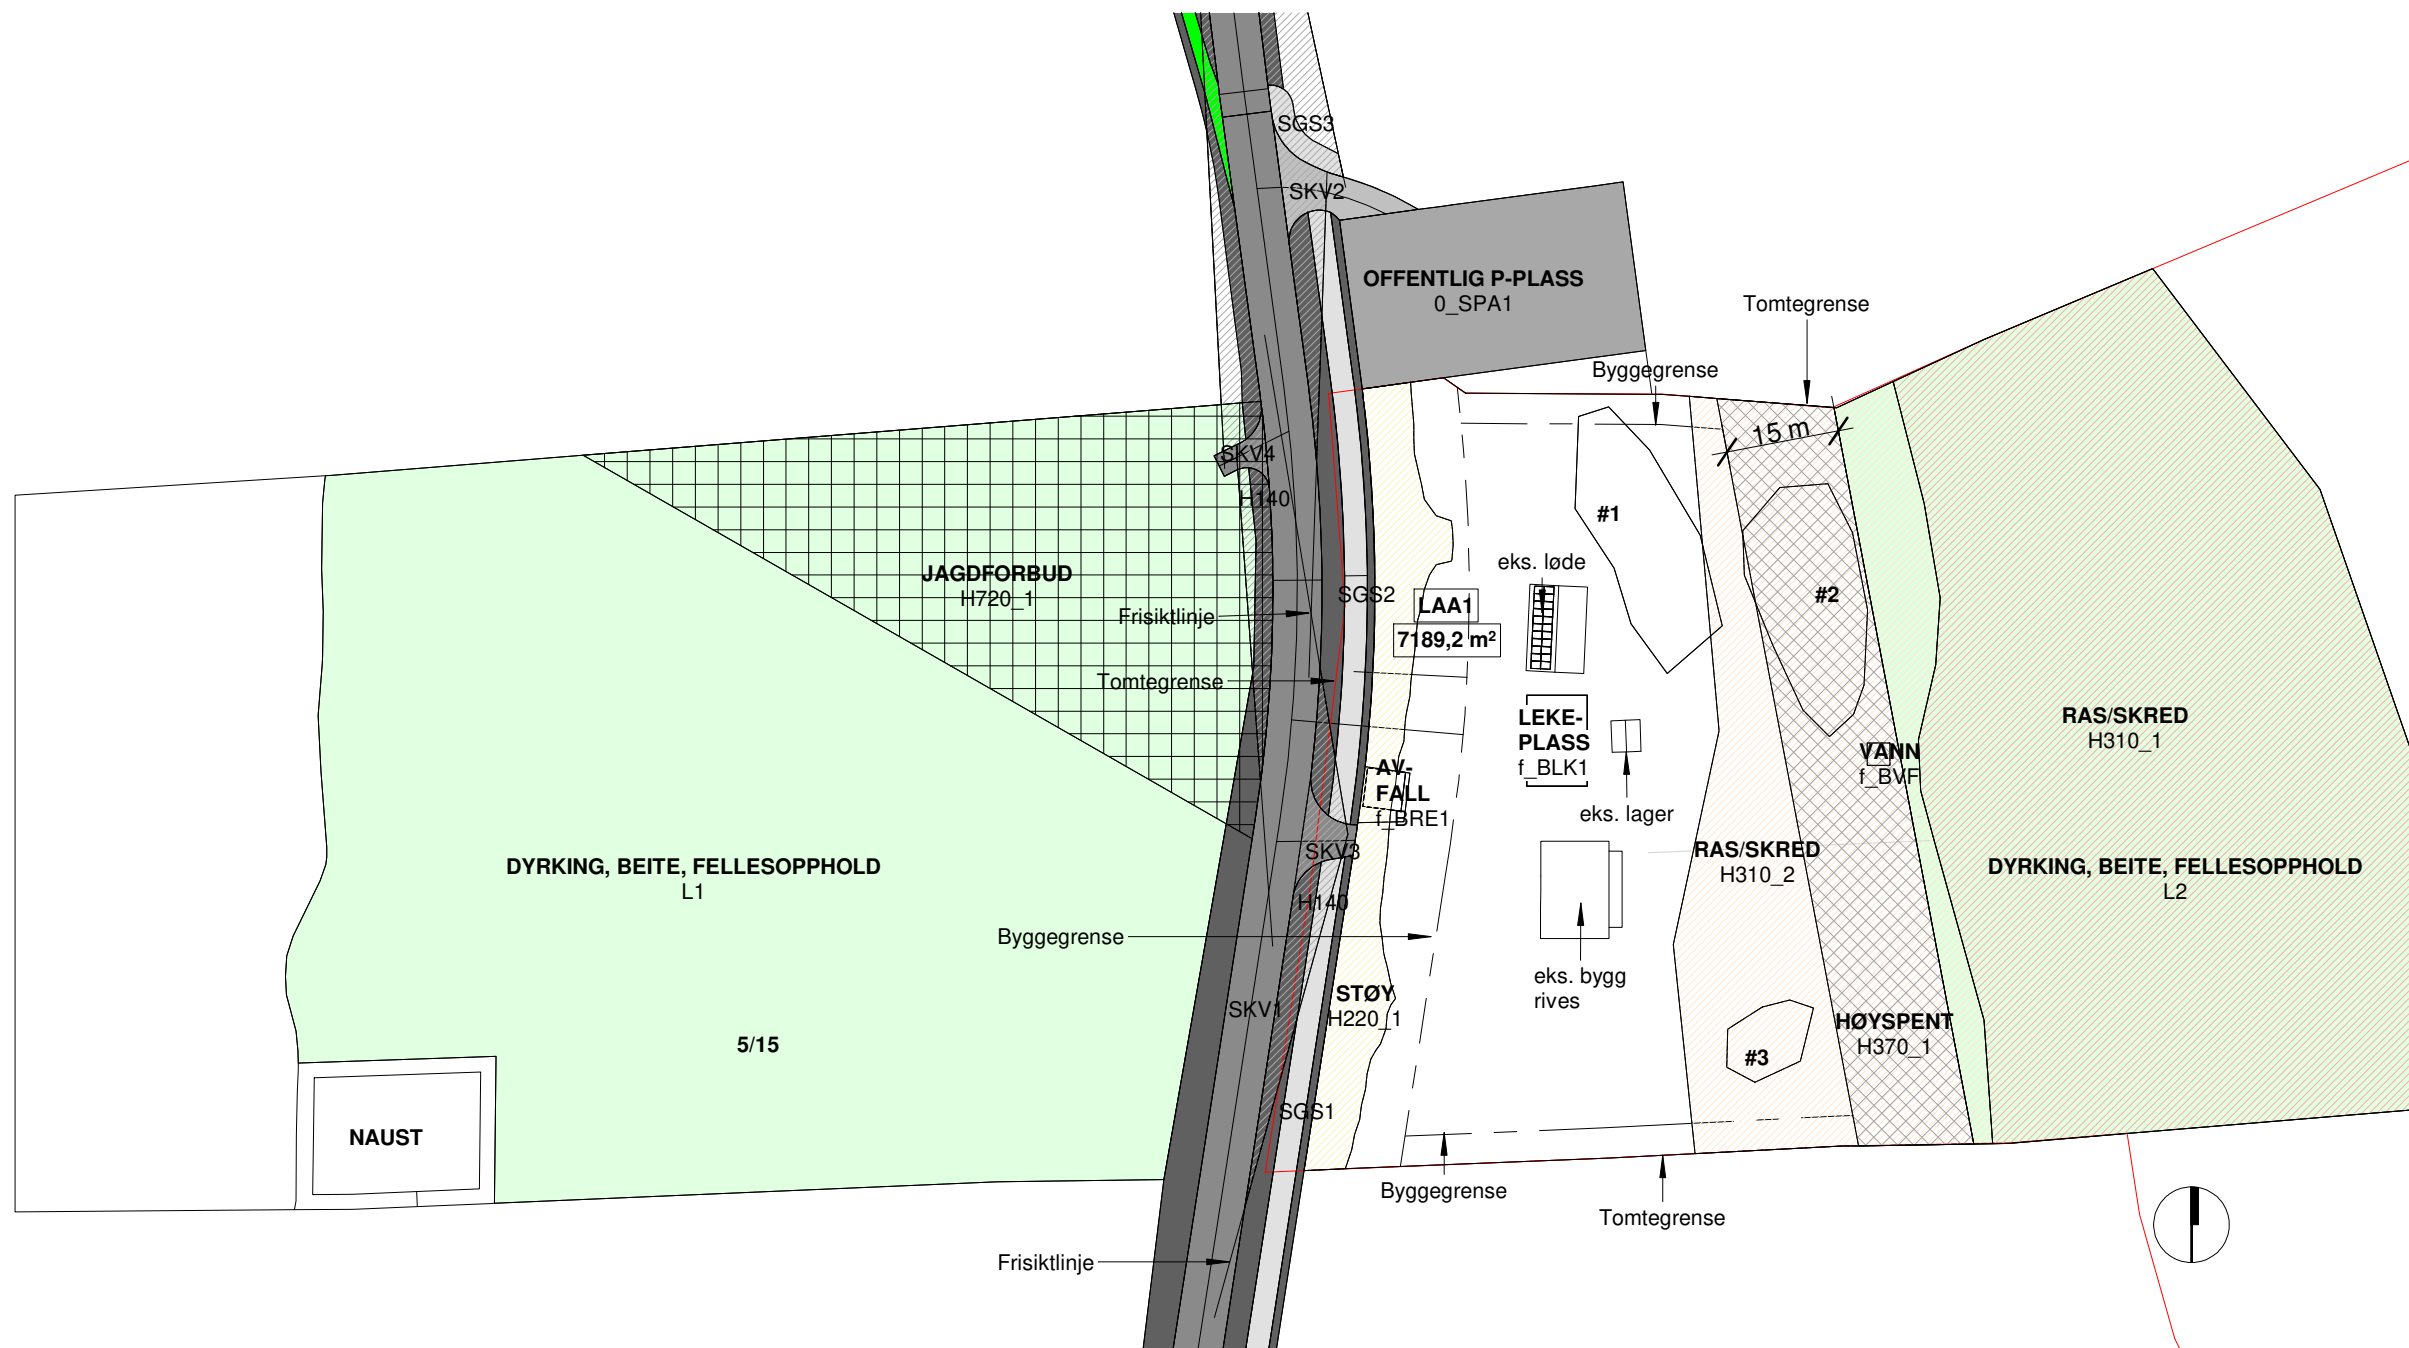 SGS3
SKV2
OFFENTLIG P-PLASS
0_SPA1
Tomtegrense
Byggegrense
15 m
SKV4
H140
#1
eks. løde
JAGDFORBUD
H720_1
Frisiktlinje
SGS2
LAA1
7189,2 m²
#2
Tomtegrense
LEKE-
PLASS
f_BLK1
RAS/SKRED
H310_1
VANN
f_BVF
AV-
FALL
f_BRE1
eks. lager
SKV3
RAS/SKRED
H310_2
DYRKING, BEITE, FELLESOPPHOLD
L1
DYRKING, BEITE, FELLESOPPHOLD
L2
H140
Byggegrense
eks. bygg
rives
STØY
H220_1
SKV1
HØYSPENT
H370_1
5/15
#3
SGS1
NAUST
Byggegrense
Tomtegrense
Frisiktlinje